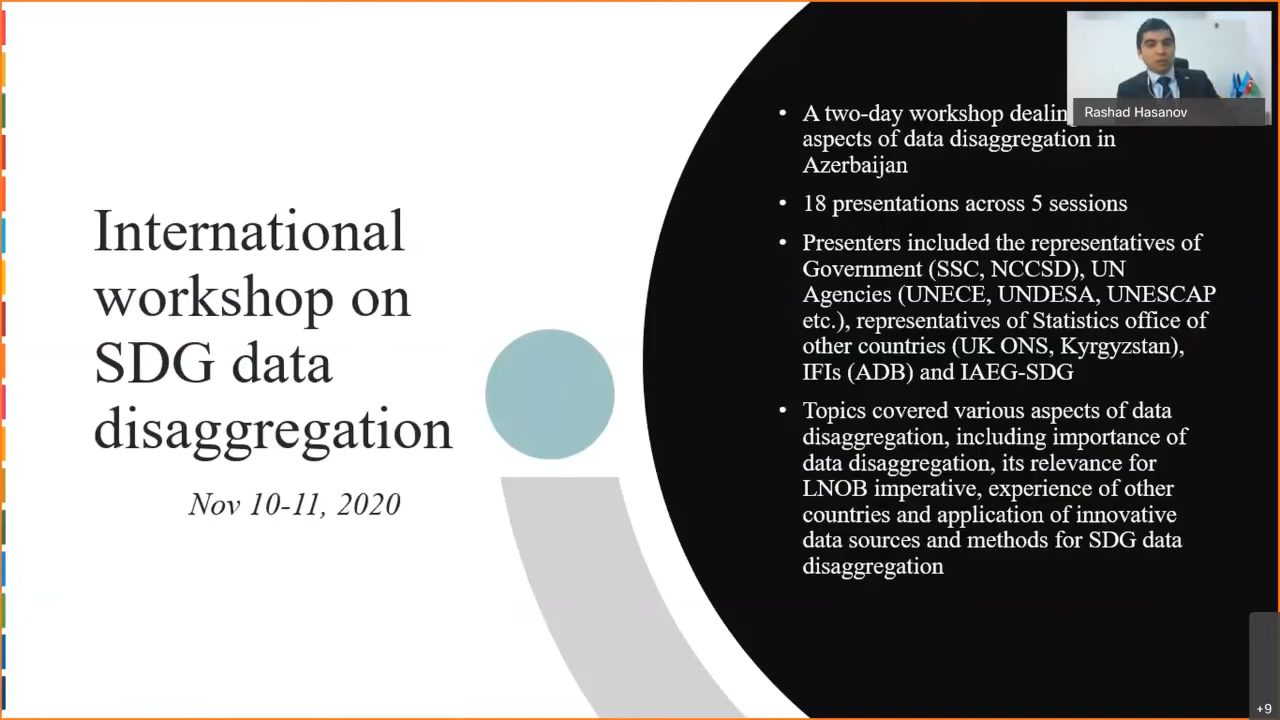 International
workshop on
SDG data
disaggregation
Nov 10-11, 2020
• A two-day workshop
aspects of data disaggregation in
Azerbaijan
• 18 presentations across 5 sessions
• Presenters included the representatives of
Government (SSC, NCCSD), UN
Agencies (UNECE, UNDESA, UNESCAP
etc.), representatives of Statistics office of
other countries (UK ONS, Kyrgyzstan),
IFIs (ADB) and IAEG-SDG
• Topics covered various aspects of data
disaggregation, including importance of
data disaggregation, its relevance for
LNOB imperative, experience of other
countries and application of innovative
data sources and methods for SDG data
disaggregation
Rashad Hasanov
+9